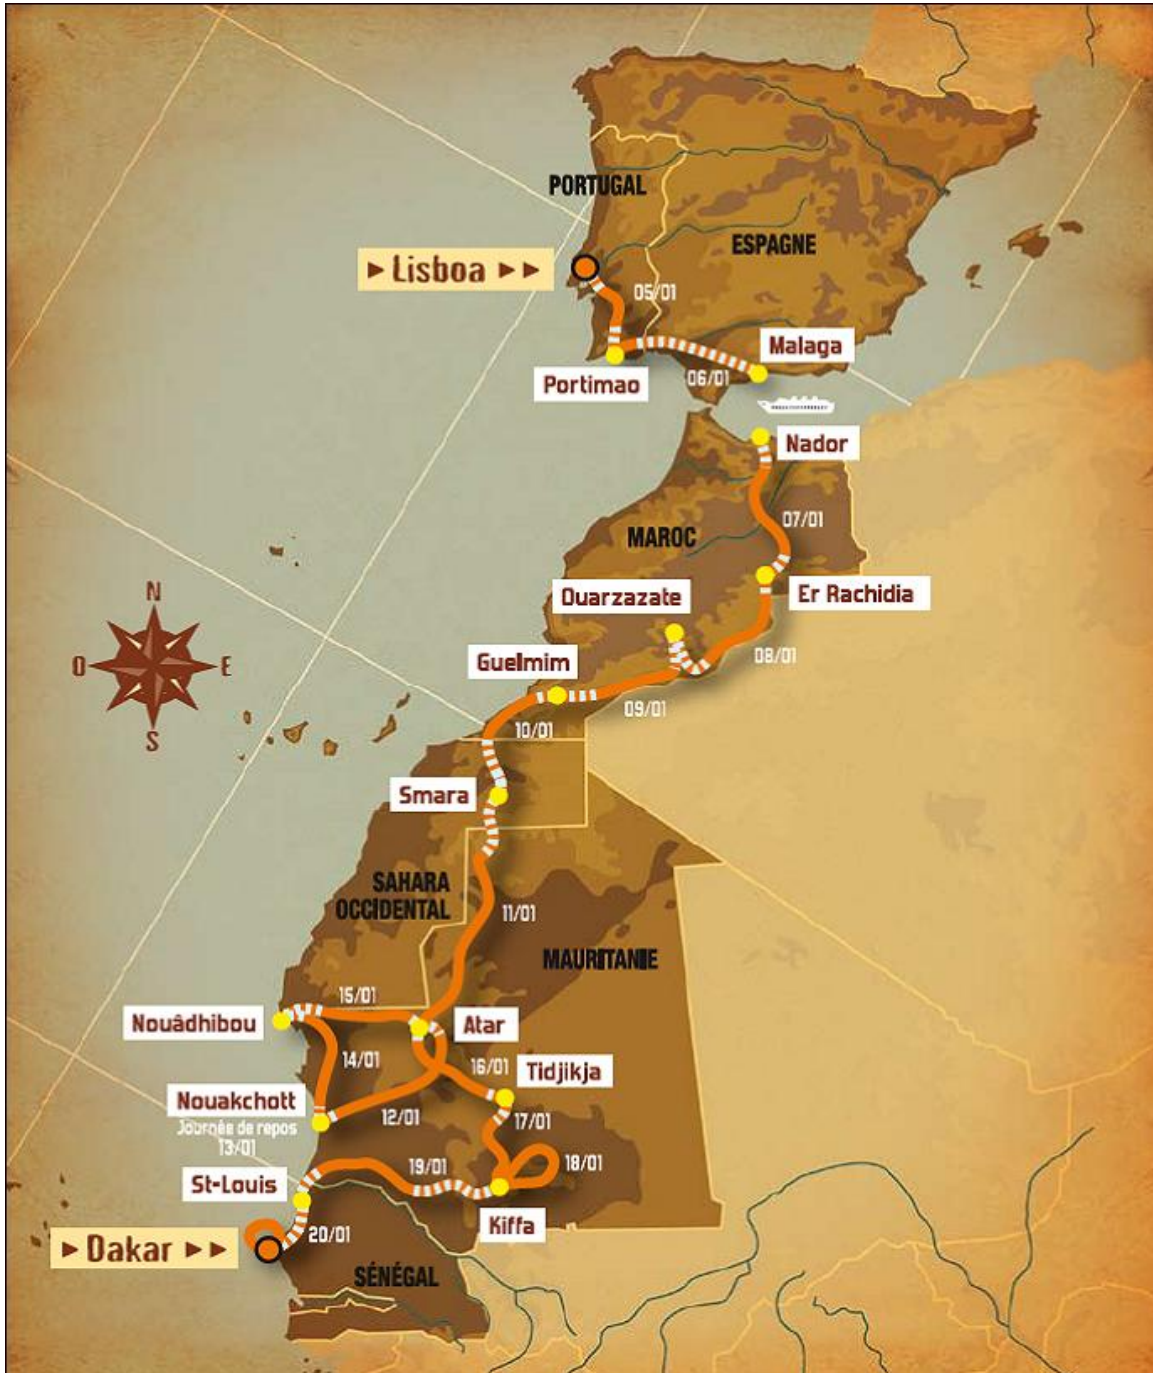 PORTUGAL
ESPAGNE
Lisboa
05/01
Malaga
Portimao
06/01
Nador
07/01
MAROC
Ouarzazate
Er Rachidia
N
O
E
S
Guelmim
08/01
09/01
10/01
Smara
SAHARA
OCCIDENTAL
11/01
MAURITANIE
15/01
Nouâdhibou
Atar
14/01
16/01
Tidjikja
Nouakchott
Journée de repos
13/01
12/01
17/01
18/01
19/01
St-Louis
Kiffa
20/01
Dakar
SÉNÉGAL